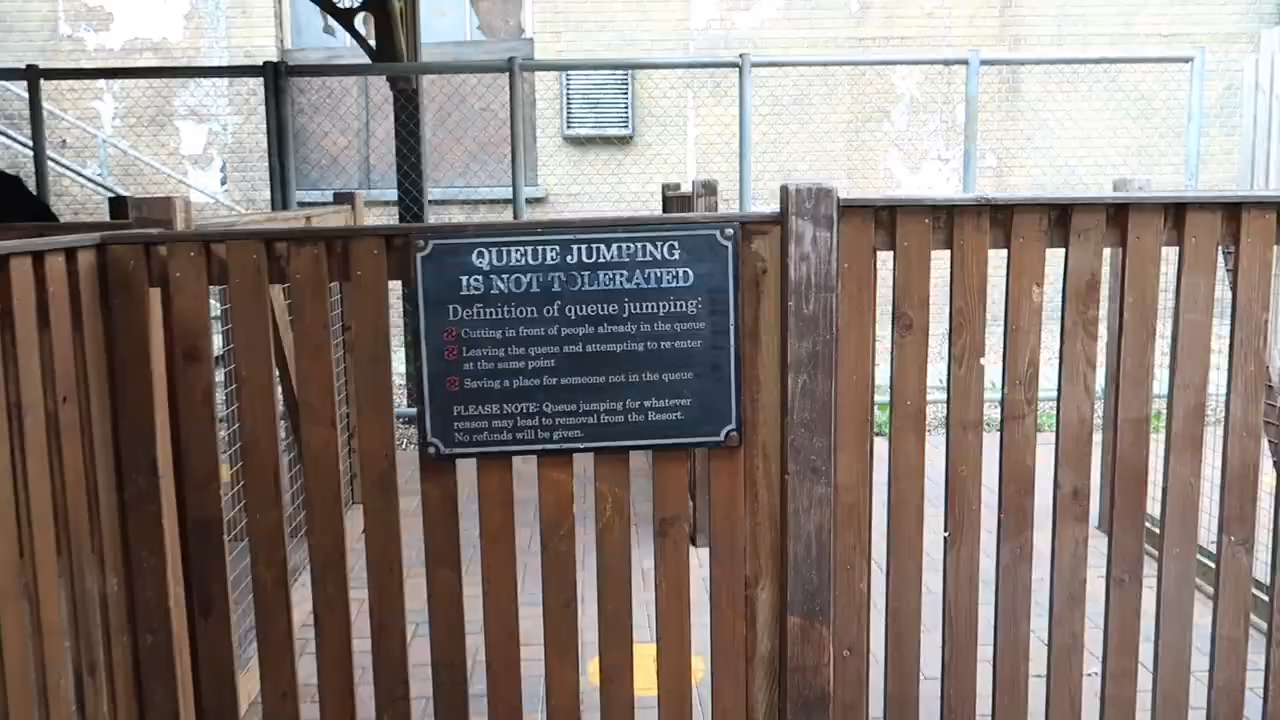 QUEUE JUMPING
IS NOT TOLERATED
Definition of queue jumping:
Cutting in front of people already in the queue
Leaving the queue and attempting to re-enter
at the same point
Saving a place for someone not in the queue
PLEASE NOTE: Queue jumping for whatever
reason may lead to removal from the Resort.
No refunds will be given.